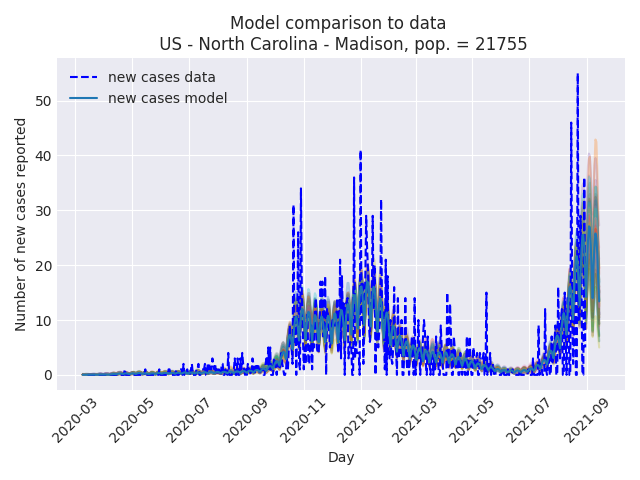 Model comparison to data
US - North Carolina - Madison, pop. = 21755
new cases data
new cases model
Number of new cases reported
50
40
30
20
10
0
2020-03
2020-05
2020-07
2020-09
2020-11
2021-01
2021-03
2021-05
2021-07
2021-09
Day